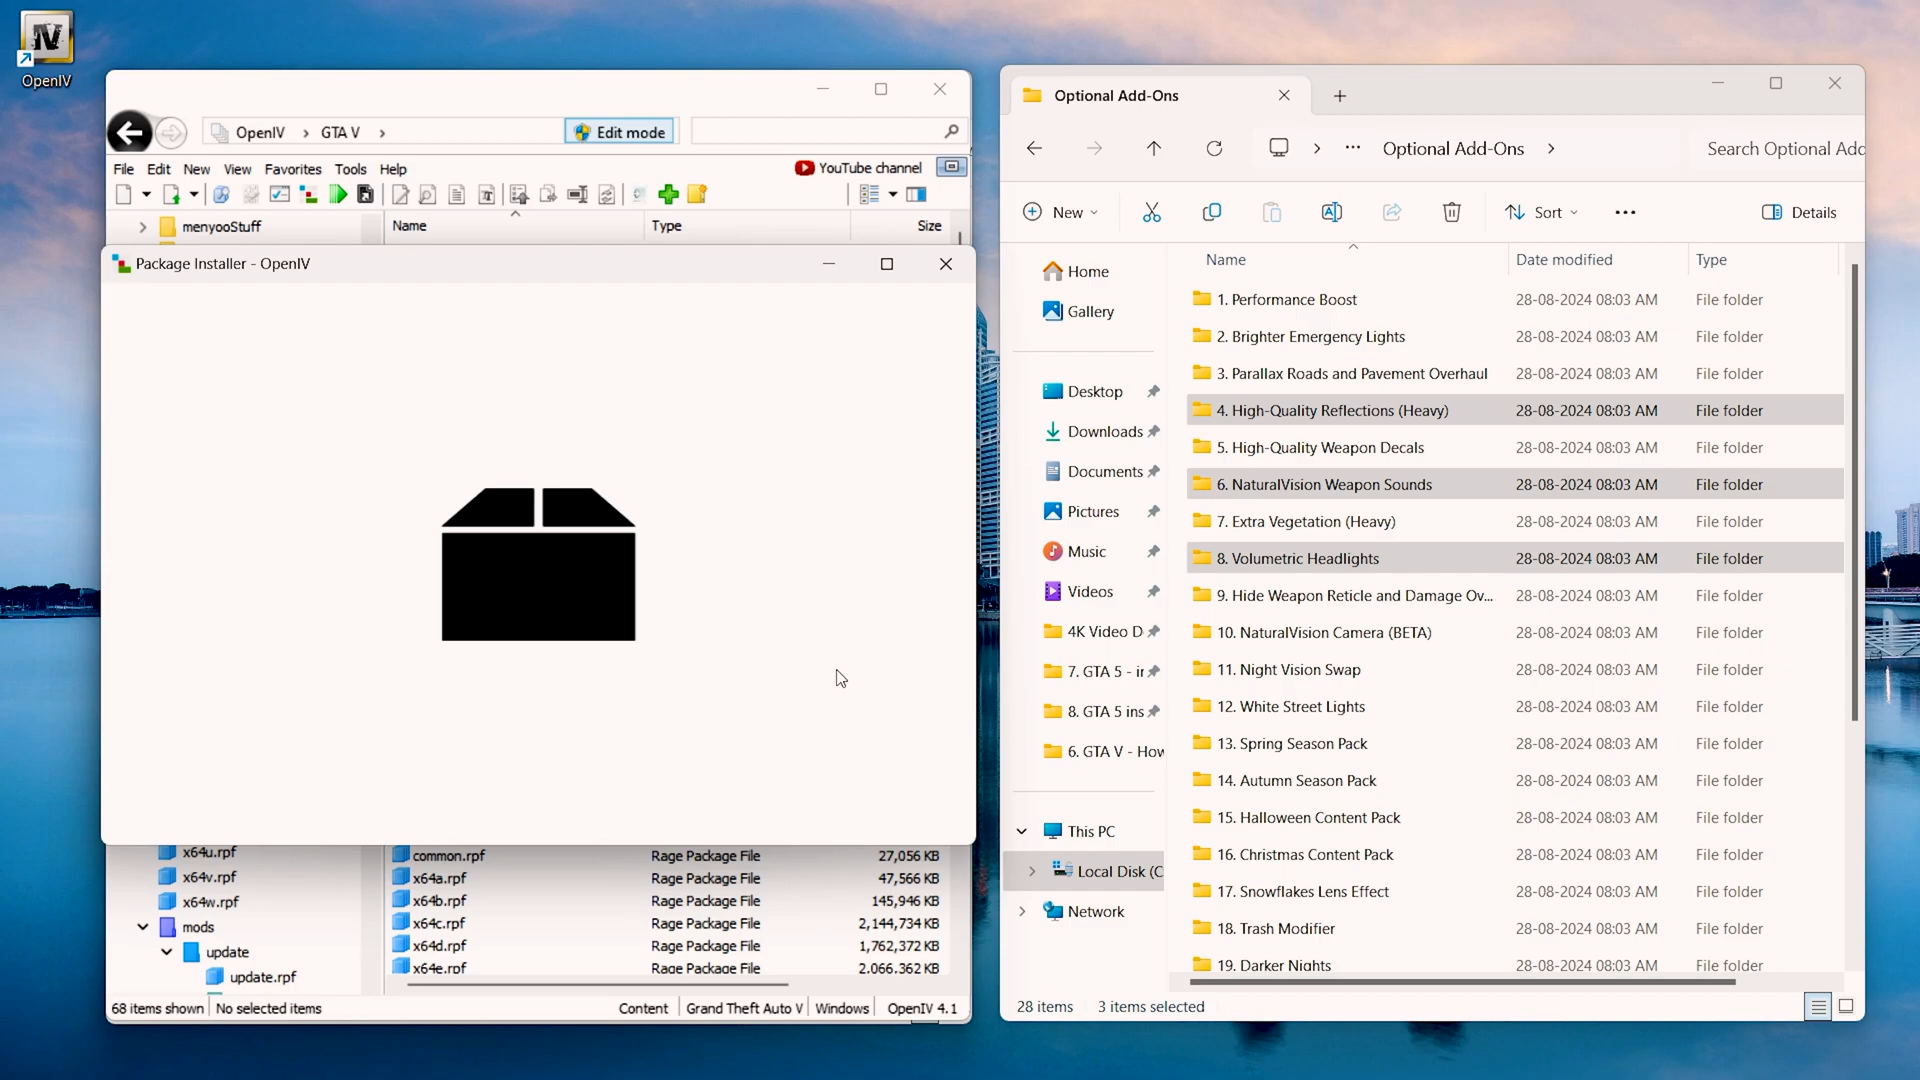 OpenIV
OpenIV
GTA V
Edit mode
File Edit New View Favorites Tools Help
YouTube channel
menyooStuff
Name Type Size
Package Installer - OpenIV
x64u.rpf
x64v.rpf
x64w.rpf
mods
update
update.rpf
common.rpf Rage Package File 27,056 KB
x64a.rpf Rage Package File 47,566 KB
x64b.rpf Rage Package File 145,946 KB
x64c.rpf Rage Package File 2,144,734 KB
x64d.rpf Rage Package File 1,762,372 KB
x64e.rpf Rage Package File 2,066,362 KB
68 items shown No selected items Content Grand Theft Auto V Windows OpenIV 4.1
Optional Add-Ons
Optional Add-Ons
Search Optional Add
New Sort Details
Name Date modified Type
Home
Gallery
Desktop
Downloads
Documents
Pictures
Music
Videos
4K Video D
7. GTA 5 - ir
8. GTA 5 ins
6. GTA V - How
This PC
Local Disk (C
Network
1. Performance Boost 28-08-2024 08:03 AM File folder
2. Brighter Emergency Lights 28-08-2024 08:03 AM File folder
3. Parallax Roads and Pavement Overhaul 28-08-2024 08:03 AM File folder
4. High-Quality Reflections (Heavy) 28-08-2024 08:03 AM File folder
5. High-Quality Weapon Decals 28-08-2024 08:03 AM File folder
6. NaturalVision Weapon Sounds 28-08-2024 08:03 AM File folder
7. Extra Vegetation (Heavy) 28-08-2024 08:03 AM File folder
8. Volumetric Headlights 28-08-2024 08:03 AM File folder
9. Hide Weapon Reticle and Damage Ov... 28-08-2024 08:03 AM File folder
10. NaturalVision Camera (BETA) 28-08-2024 08:03 AM File folder
11. Night Vision Swap 28-08-2024 08:03 AM File folder
12. White Street Lights 28-08-2024 08:03 AM File folder
13. Spring Season Pack 28-08-2024 08:03 AM File folder
14. Autumn Season Pack 28-08-2024 08:03 AM File folder
15. Halloween Content Pack 28-08-2024 08:03 AM File folder
16. Christmas Content Pack 28-08-2024 08:03 AM File folder
17. Snowflakes Lens Effect 28-08-2024 08:03 AM File folder
18. Trash Modifier 28-08-2024 08:03 AM File folder
19. Darker Nights 28-08-2024 08:03 AM File folder
28 items 3 items selected